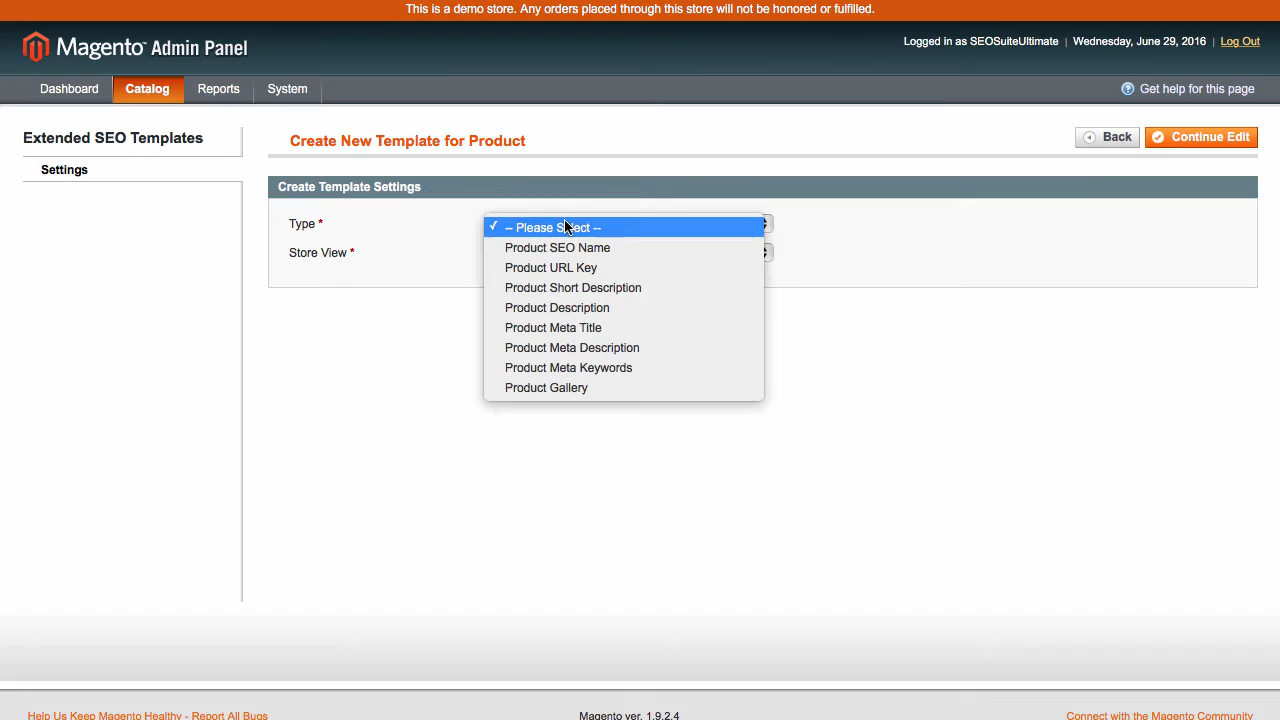 This is a demo store. Any orders placed through this store will not be honored or fulfilled.
Magento™ Admin Panel
Logged in as SEOSuiteUltimate | Wednesday, June 29, 2016 | Log Out
Dashboard Catalog Reports System Get help for this page
Extended SEO Templates
Settings
Create New Template for Product
Back Continue Edit
Create Template Settings
Type *
✓ -- Please Select --
Product SEO Name
Store View *
Product URL Key
Product Short Description
Product Description
Product Meta Title
Product Meta Description
Product Meta Keywords
Product Gallery
Help Us Keep Magento Healthy - Report All Bugs
Magento ver. 1.9.2.4
Connect with the Magento Community